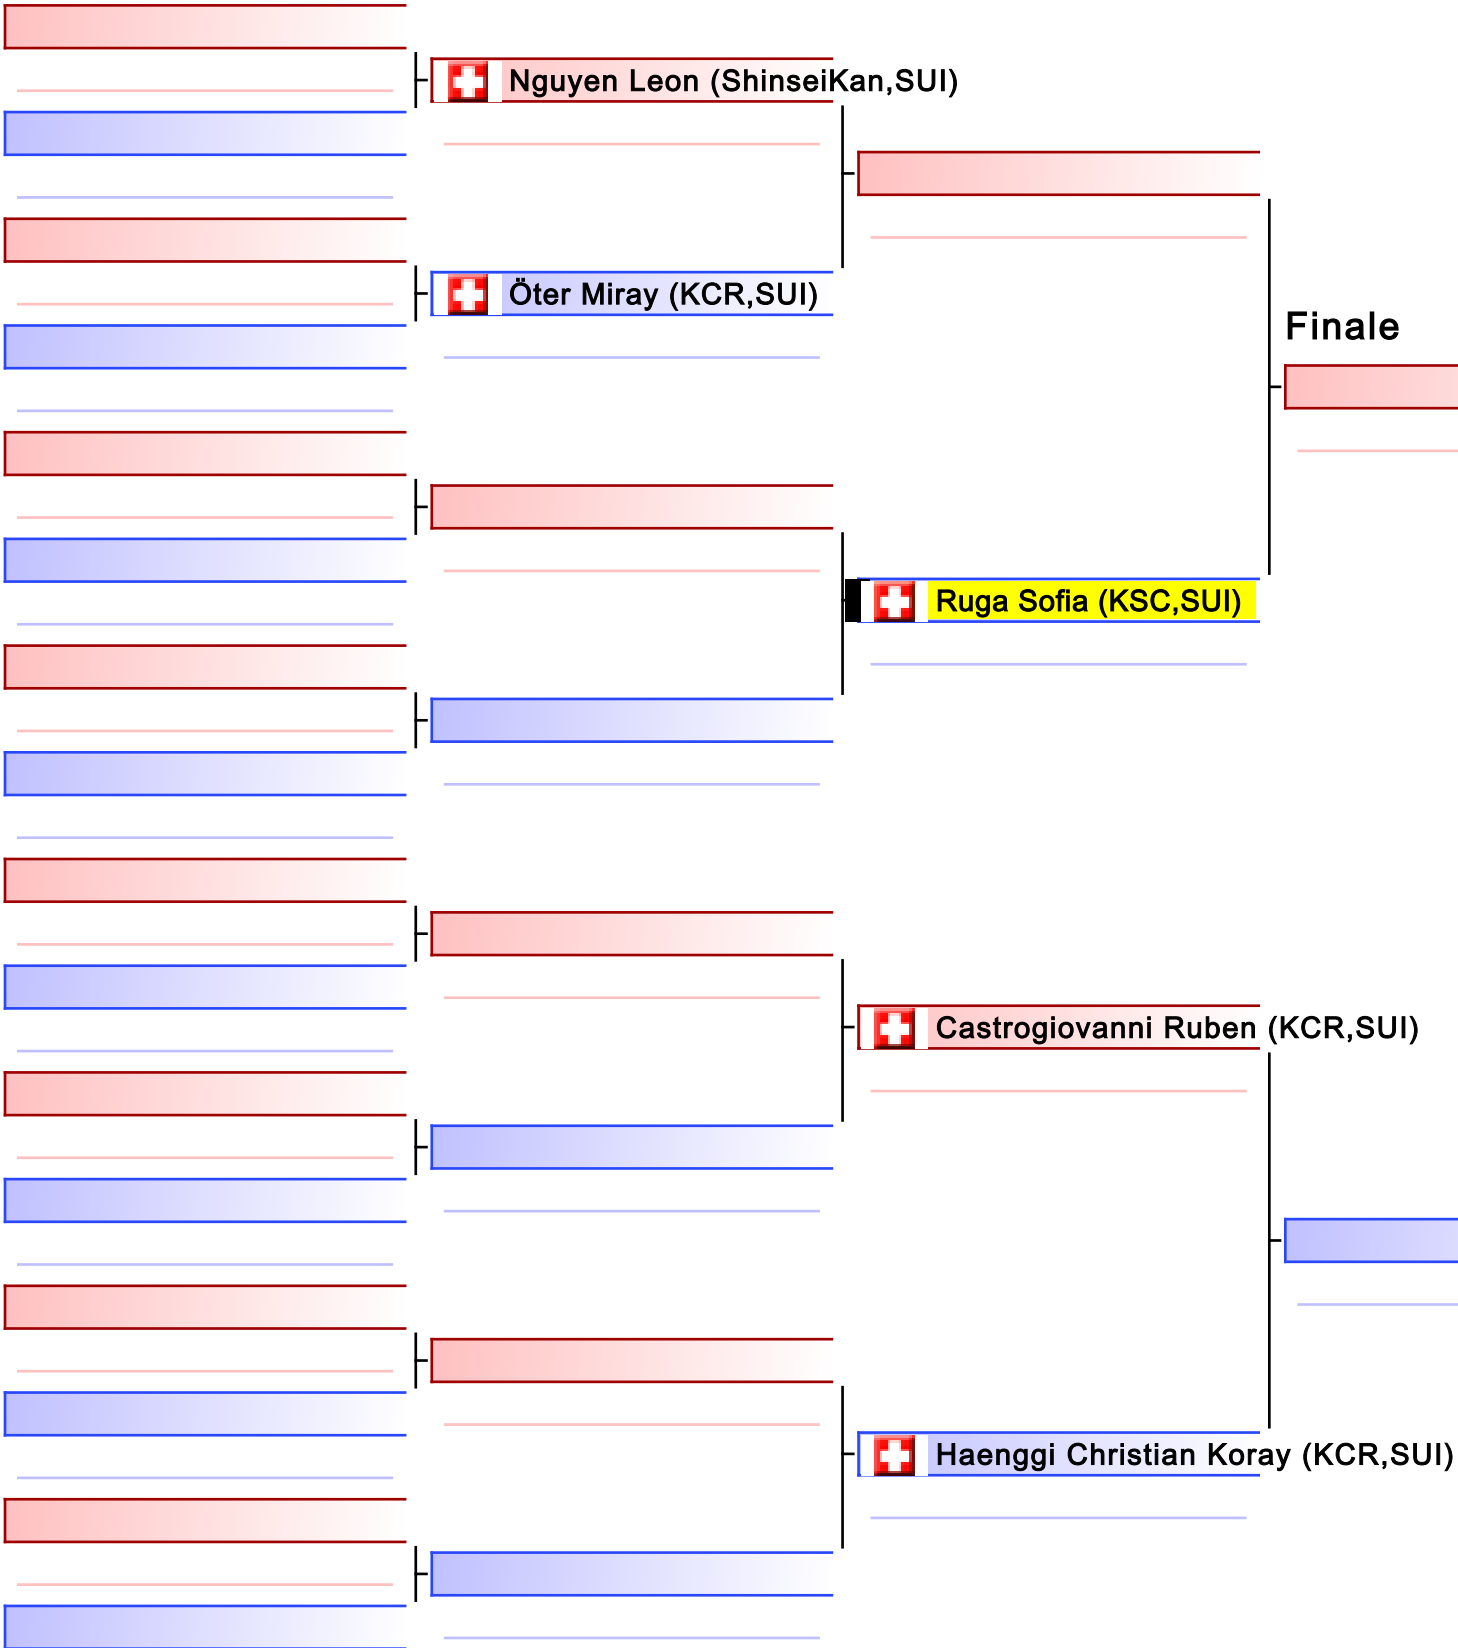 Nguyen Leon (ShinseiKan,SUI)
Öter Miray (KCR,SUI)
Finale
Ruga Sofia (KSC,SUI)
Castrogiovanni Ruben (KCR,SUI)
Haenggi Christian Koray (KCR,SUI)